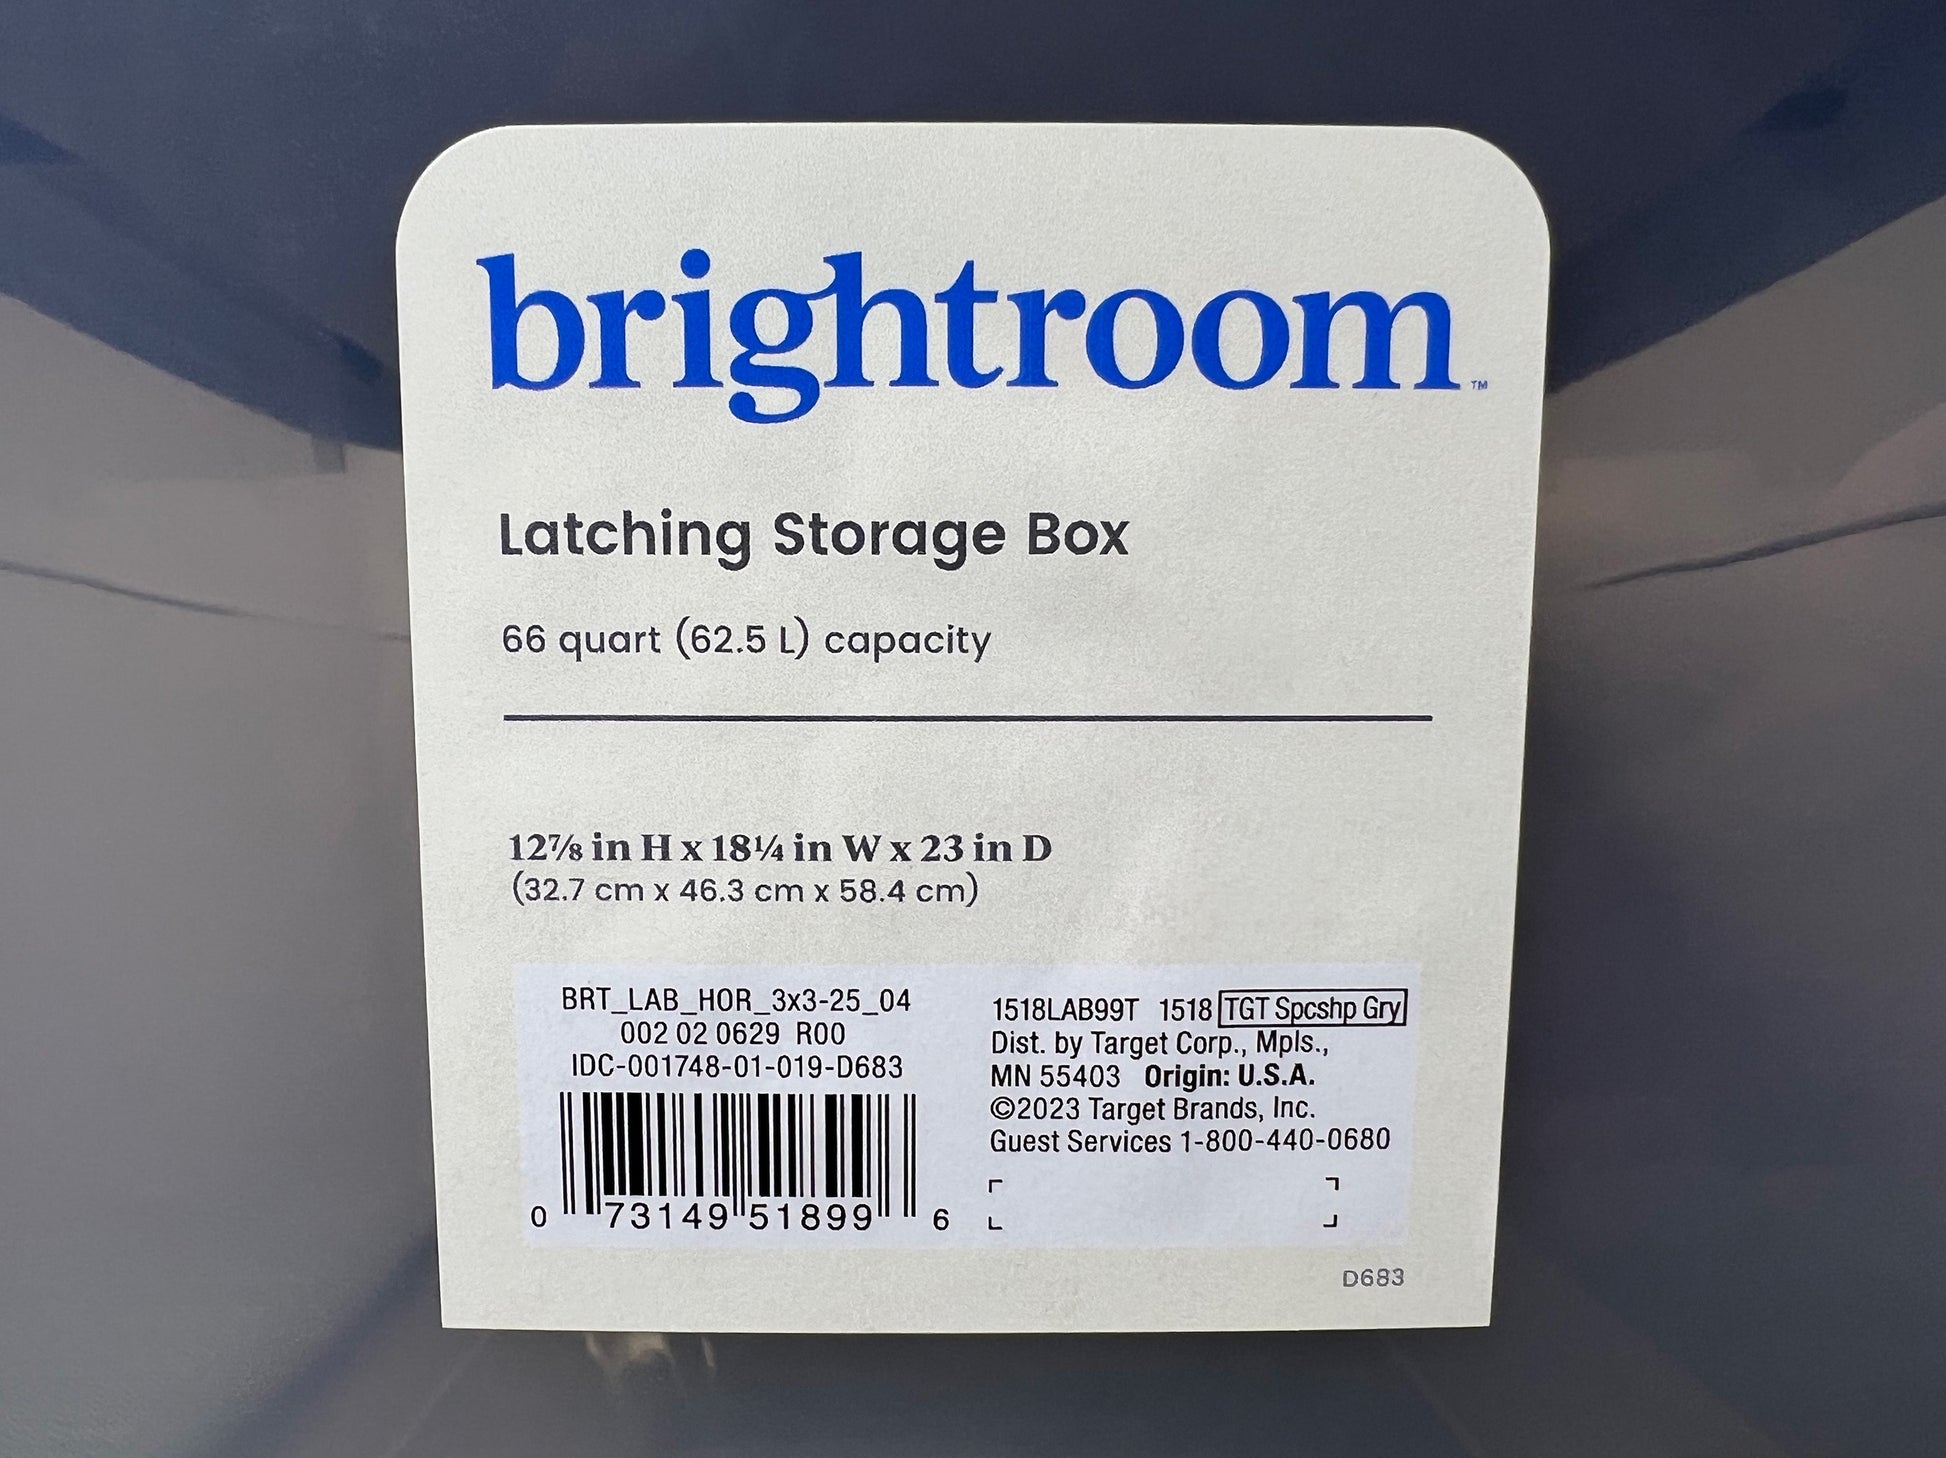 brightroom™
Latching Storage Box
66 quart (62.5 L) capacity
12⅞ in H x 18¼ in W x 23 in D
(32.7 cm x 46.3 cm x 58.4 cm)
BRT_LAB_HOR_3x3-25_04
002 02 0629 R00
IDC-001748-01-019-D683
0 73149 51899 6
1518LAB99T 1518 TGT Spcshp Gry
Dist. by Target Corp., Mpls.,
MN 55403 Origin: U.S.A.
©2023 Target Brands, Inc.
Guest Services 1-800-440-0680
D683